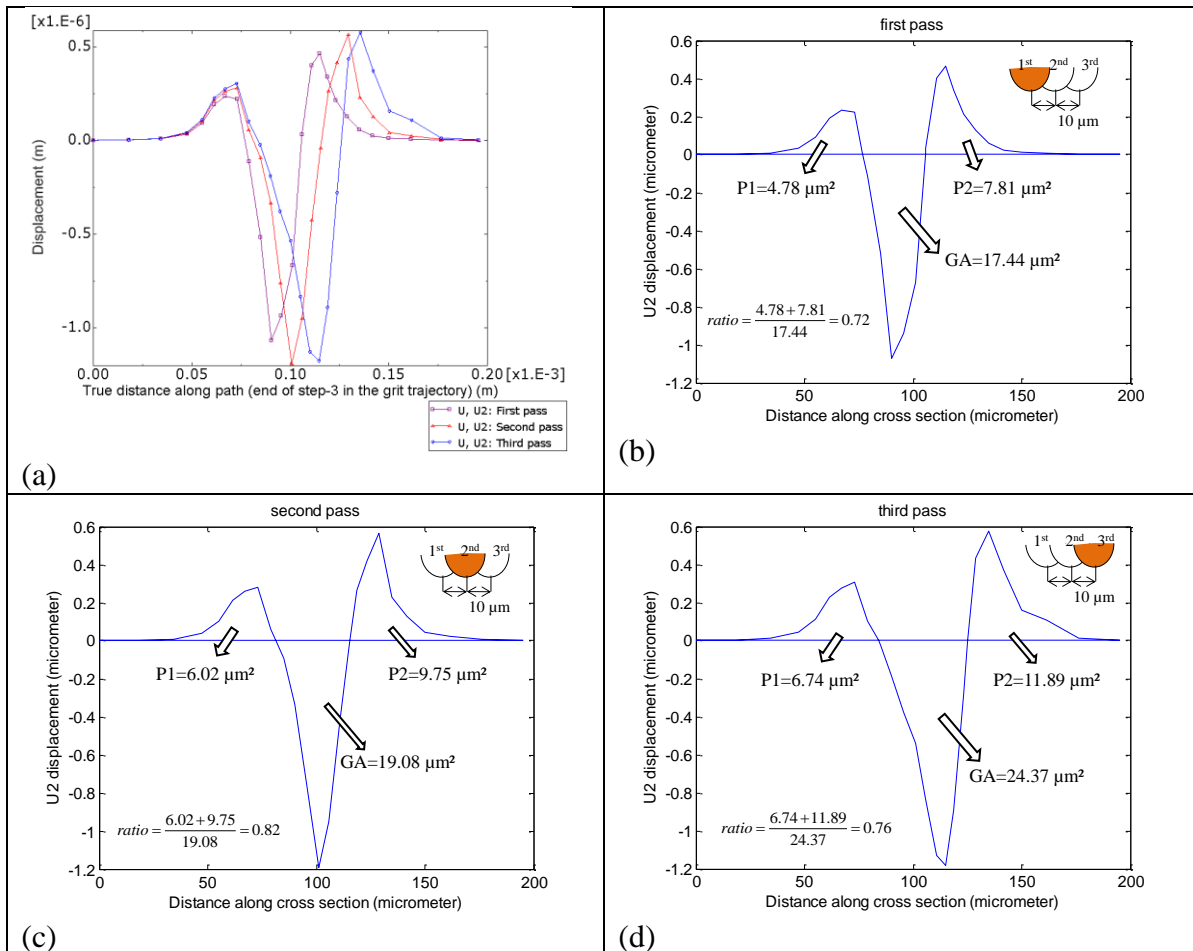 [x1.E-6]
0.5
0.0
-0.5
-1.0
Displacement (m)
0.00 0.05 0.10 0.15 0.20 [x1.E-3]
True distance along path (end of step-3 in the grit trajectory) (m)
U, U2: First pass
U, U2: Second pass
U, U2: Third pass
(a)
first pass
0.6
0.4
0.2
0
-0.2
-0.4
-0.6
-0.8
-1
-1.2
U2 displacement (micrometer)
1st 2nd 3rd
10 µm
P1=4.78 µm²
P2=7.81 µm²
GA=17.44 µm²
ratio = (4.78+7.81)/17.44 = 0.72
0 50 100 150 200
Distance along cross section (micrometer)
(b)
second pass
0.6
0.4
0.2
0
-0.2
-0.4
-0.6
-0.8
-1
-1.2
U2 displacement (micrometer)
1st 2nd 3rd
10 µm
P1=6.02 µm²
P2=9.75 µm²
GA=19.08 µm²
ratio = (6.02+9.75)/19.08 = 0.82
0 50 100 150 200
Distance along cross section (micrometer)
(c)
third pass
0.6
0.4
0.2
0
-0.2
-0.4
-0.6
-0.8
-1
-1.2
U2 displacement (micrometer)
1st 2nd 3rd
10 µm
P1=6.74 µm²
P2=11.89 µm²
GA=24.37 µm²
ratio = (6.74+11.89)/24.37 = 0.76
0 50 100 150 200
Distance along cross section (micrometer)
(d)